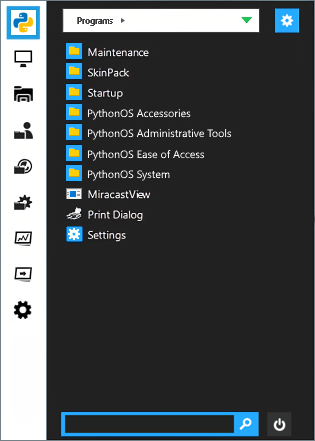 Programs
Maintenance
SkinPack
Startup
PythonOS Accessories
PythonOS Administrative Tools
PythonOS Ease of Access
PythonOS System
MiracastView
Print Dialog
Settings